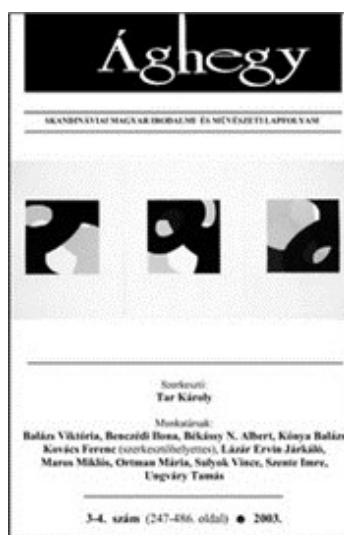 Ághegy
SKANDINÁVIAI MAGYAR IRODALMI ÉS MŰVÉSZETI LAPFOLYAM
Szerkesztő:
Tar Károly
Munkatársak:
Balázs Viktória, Benczédi Ilona, Békássy N. Albert, Kónya Balázs
Kovács Ferenc (szerkesztőhelyettes), Lázár Ervin Járkáló,
Maros Miklós, Ortman Mária, Sulyok Vince, Szente Imre,
Ungváry Tamás
3-4. szám (247-486. oldal) ● 2003.